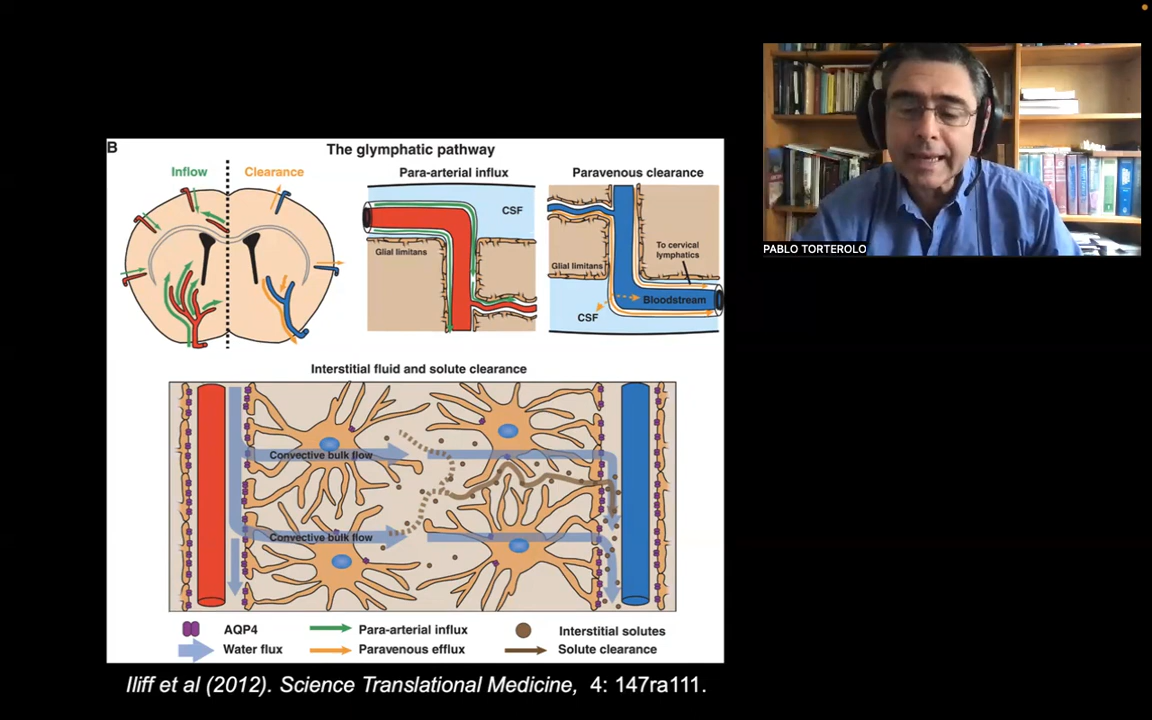 B
The glymphatic pathway
Inflow
Clearance
Para-arterial influx
Paravenous clearance
CSF
Glial limitans
To cervical
lymphatics
Glial limitans
Bloodstream
CSF
Interstitial fluid and solute clearance
Convective bulk flow
Convective bulk flow
AQP4
Para-arterial influx
Interstitial solutes
Water flux
Paravenous efflux
Solute clearance
Iliff et al (2012). Science Translational Medicine, 4: 147ra111.
PABLO TORTEROLO